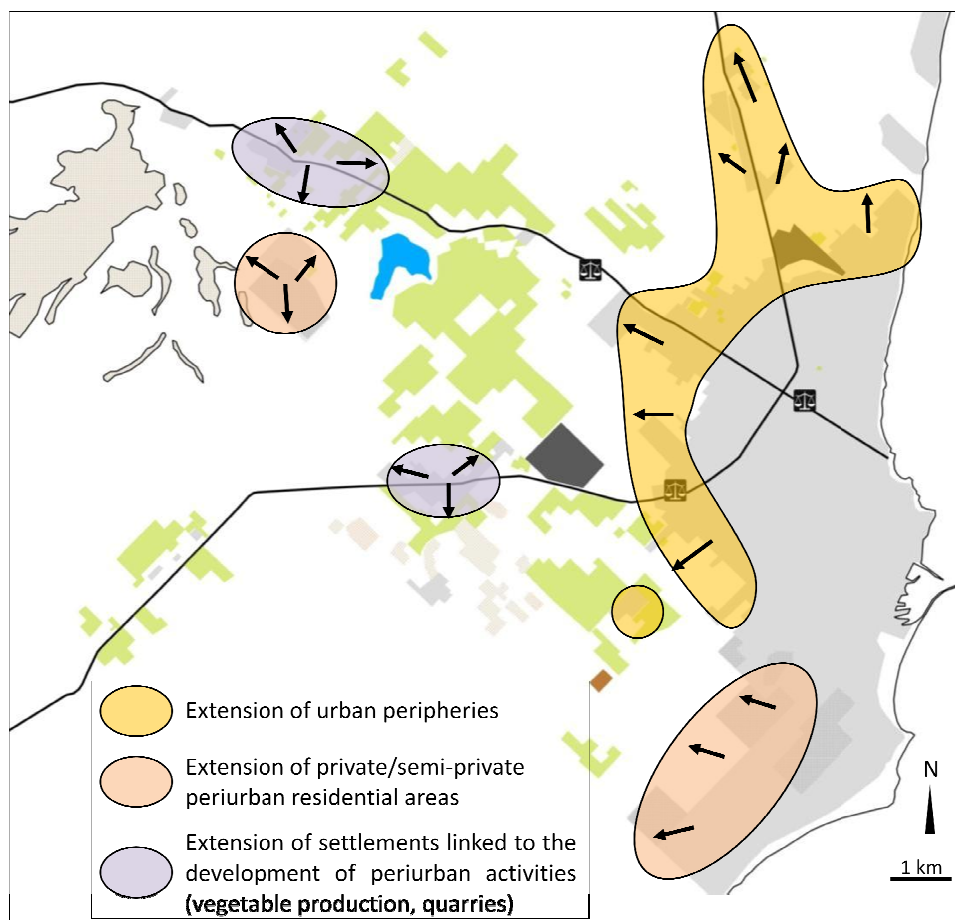 Extension of urban peripheries
Extension of private/semi-private
periurban residential areas
Extension of settlements linked to the
development of periurban activities
(vegetable production, quarries)
N
1 km